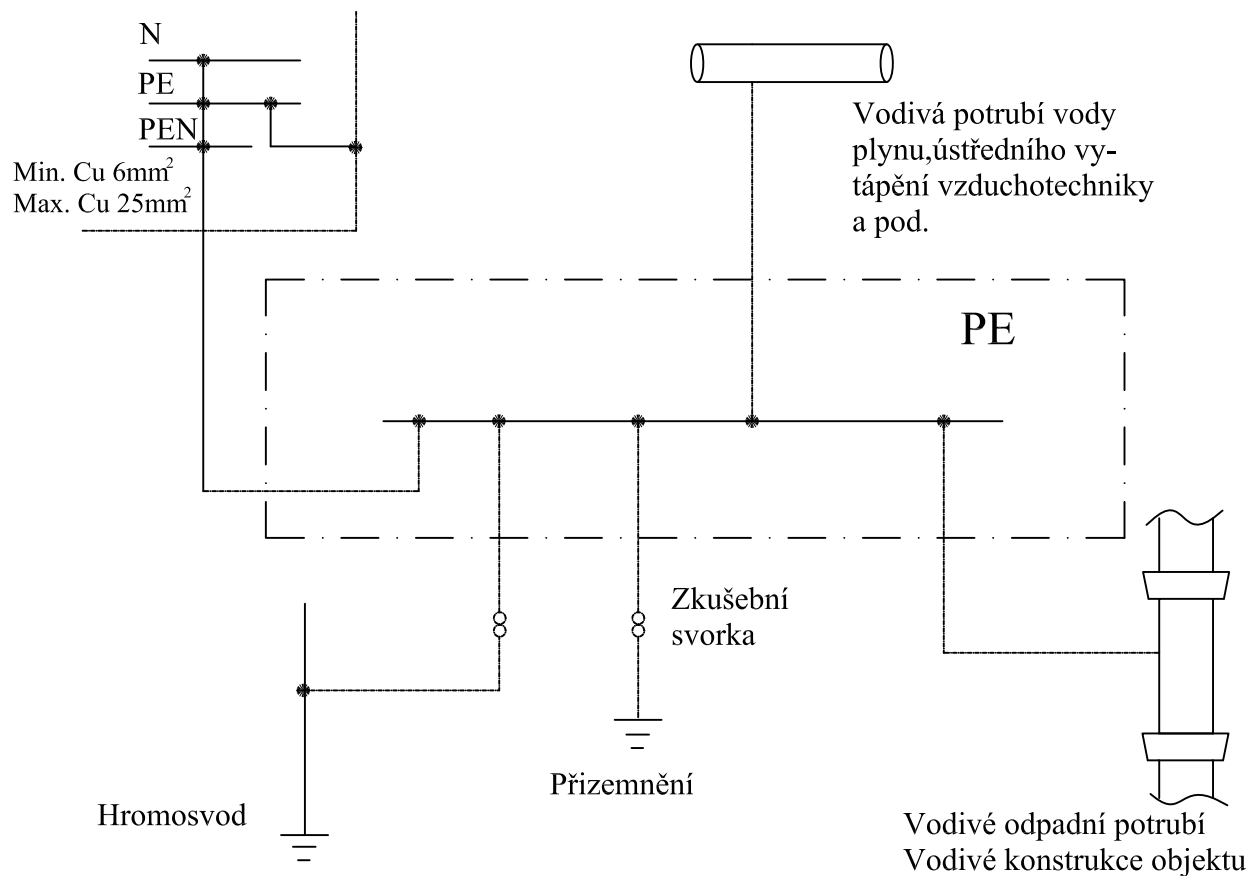 N
PE
PEN
Min. Cu 6mm²
Max. Cu 25mm²
Vodivá potrubí vody
plynu,ústředního vy-
tápění vzduchotechniky
a pod.
PE
Zkušební
svorka
Přizemnění
Hromosvod
Vodivé odpadní potrubí
Vodivé konstrukce objektu